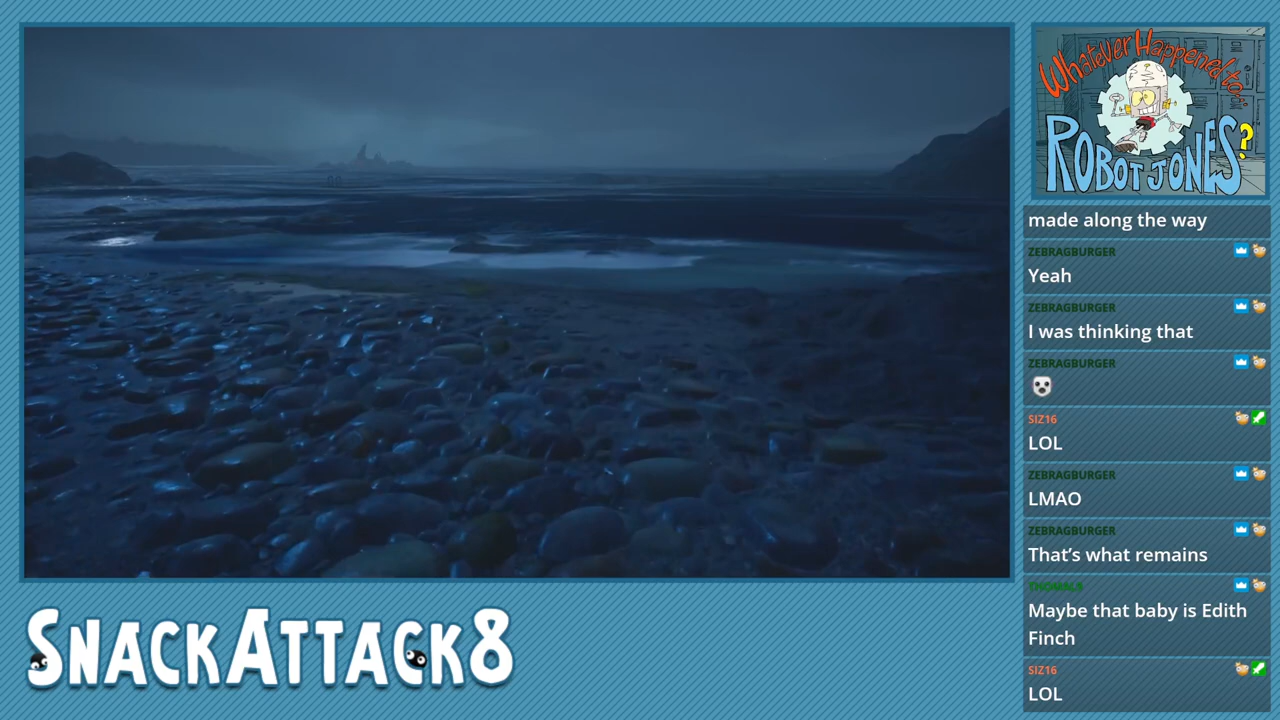 Whatever Happened to..
ROBOT JONES?
made along the way
ZEBRAGBURGER
Yeah
ZEBRAGBURGER
I was thinking that
ZEBRAGBURGER
SIZ16
LOL
ZEBRAGBURGER
LMAO
ZEBRAGBURGER
That's what remains
Maybe that baby is Edith
Finch
SIZ16
LOL
SNACKATTACK8